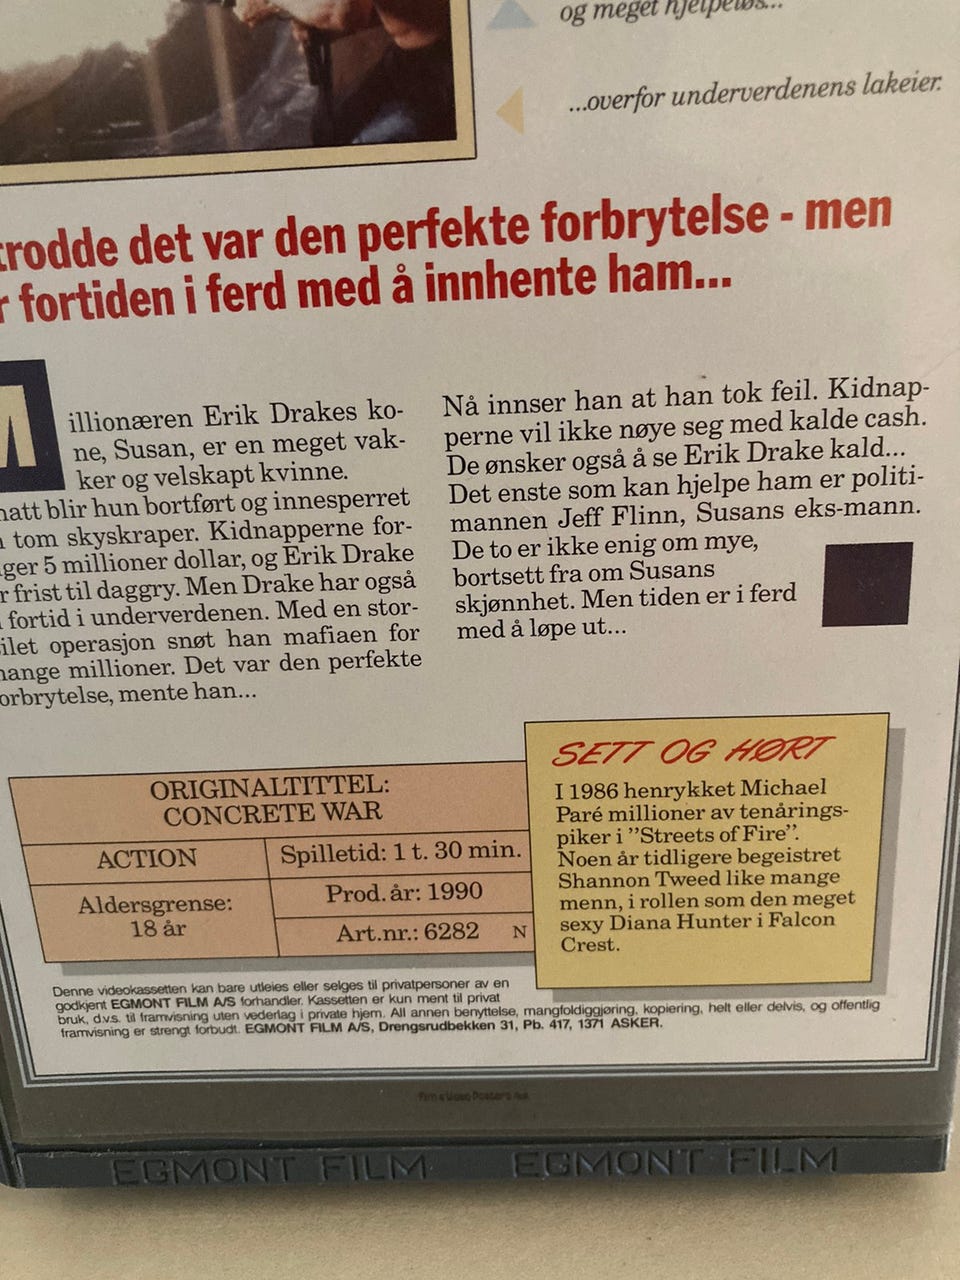 og meget hjelpeløs...
...overfor underverdenens lakeier.
trodde det var den perfekte forbrytelse - men
r fortiden i ferd med å innhente ham...
M
illionæren Erik Drakes ko-
ne, Susan, er en meget vak-
ker og velskapt kvinne.
natt blir hun bortført og innesperret
tom skyskraper. Kidnapperne for-
ger 5 millioner dollar, og Erik Drake
r frist til daggry. Men Drake har også
fortid i underverdenen. Med en stor-
ilet operasjon snøt han mafiaen for
mange millioner. Det var den perfekte
orbrytelse, mente han...
Nå innser han at han tok feil. Kidnap-
perne vil ikke nøye seg med kalde cash.
De ønsker også å se Erik Drake kald...
Det enste som kan hjelpe ham er politi-
mannen Jeff Flinn, Susans eks-mann.
De to er ikke enig om mye,
bortsett fra om Susans
skjønnhet. Men tiden er i ferd
med å løpe ut...
ORIGINALTITTEL:
CONCRETE WAR
ACTION
Spilletid: 1 t. 30 min.
Aldersgrense:
18 år
Prod. år: 1990
Art.nr.: 6282 N
SETT OG HØRT
I 1986 henrykket Michael
Paré millioner av tenårings-
piker i "Streets of Fire".
Noen år tidligere begeistret
Shannon Tweed like mange
menn, i rollen som den meget
sexy Diana Hunter i Falcon
Crest.
Denne videokassetten kan bare utleies eller selges til privatpersoner av en
godkjent EGMONT FILM A/S forhandler. Kassetten er kun ment til privat
bruk, d.v.s. til framvisning uten vederlag i private hjem. All annen benyttelse, mangfoldiggjøring, kopiering, helt eller delvis, og offentlig
framvisning er strengt forbudt. EGMONT FILM A/S, Drengsrudbekken 31, Pb. 417, 1371 ASKER.
EGMONT FILM EGMONT FILM